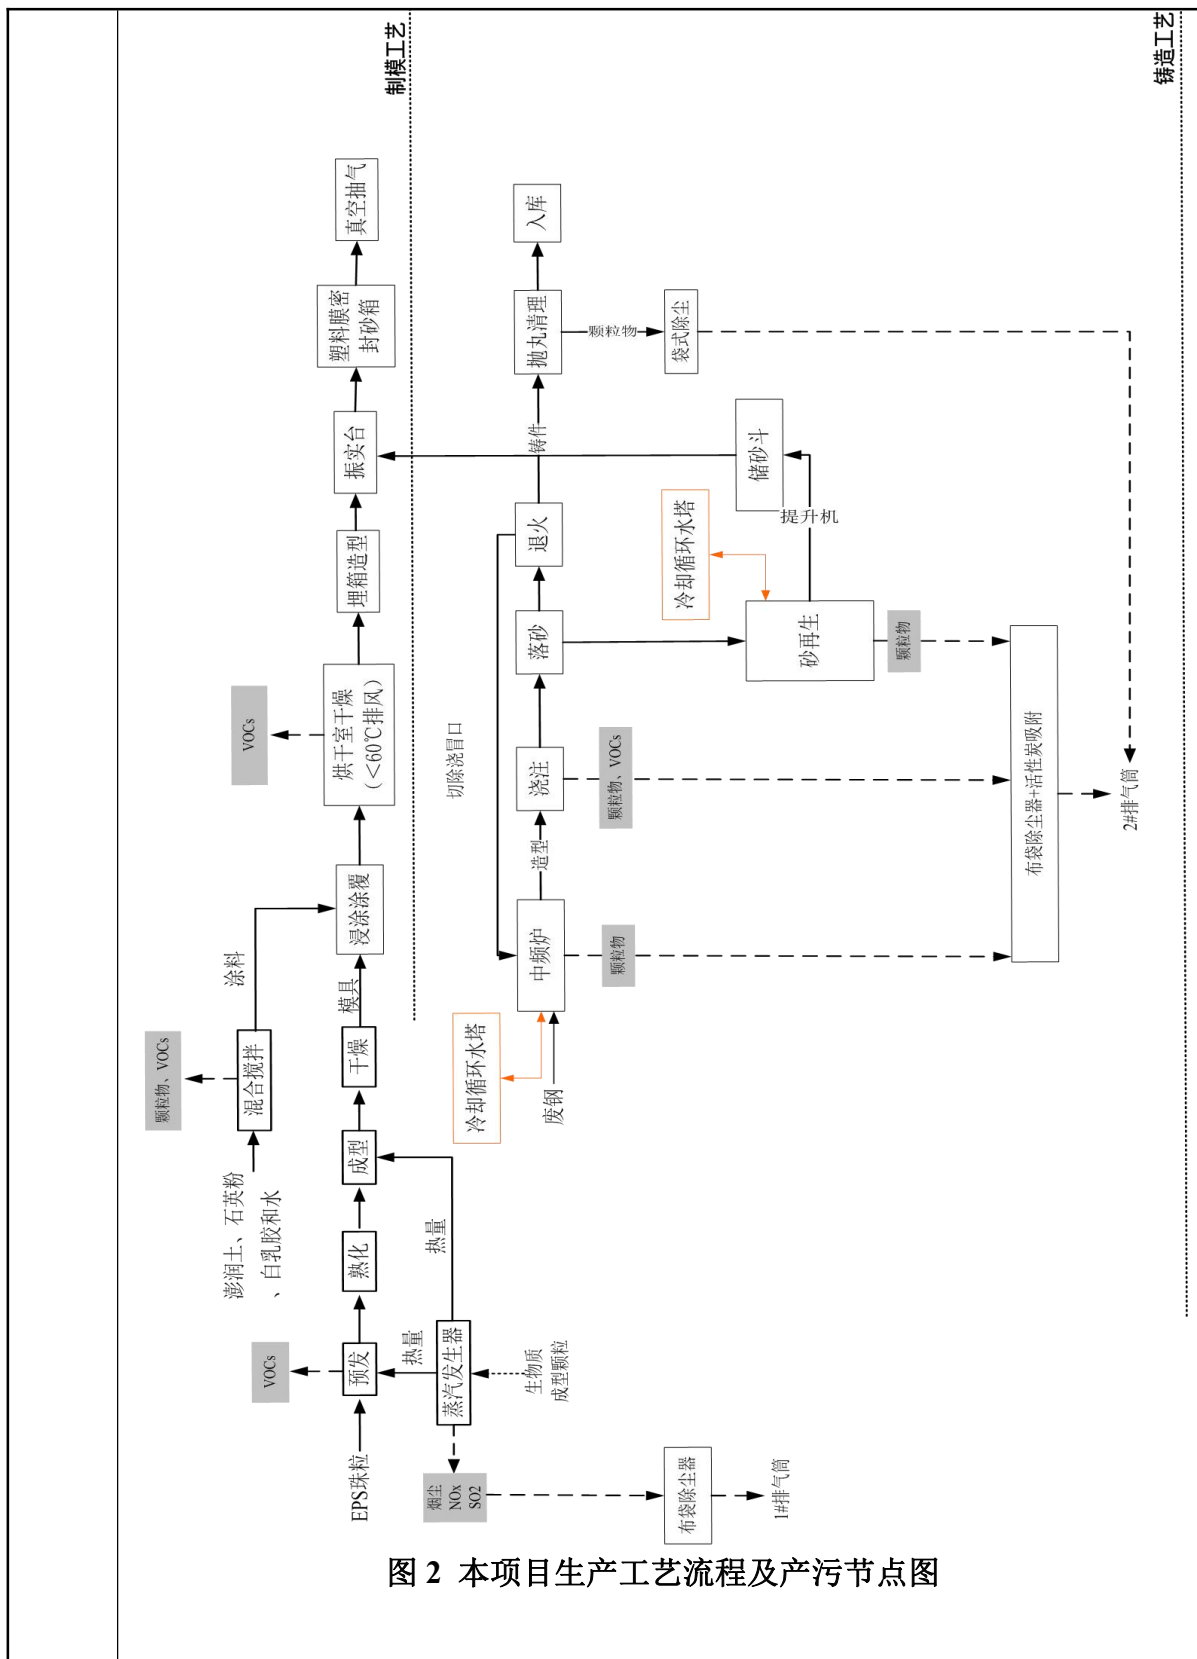 制模工艺
VOCs
颗粒物、VOCs
VOCs
澎润土、石英粉
、白乳胶和水
混合搅拌
涂料
EPS珠粒
预发
熟化
成型
干燥
模具
浸涂涂覆
烘干室干燥
(<60℃排风)
埋箱造型
振实台
塑料膜密
封砂箱
真空抽气
热量
热量
蒸汽发生器
生物质
成型颗粒
烟尘
NOx
SO2
布袋除尘器
1#排气筒
铸造工艺
冷却循环水塔
废钢
中频炉
造型
浇注
落砂
退火
切除浇冒口
铸件
抛丸清理
入库
颗粒物
袋式除尘
储砂斗
提升机
冷却循环水塔
砂再生
颗粒物
颗粒物、VOCs
颗粒物
布袋除尘器+活性炭吸附
2#排气筒
图 2 本项目生产工艺流程及产污节点图